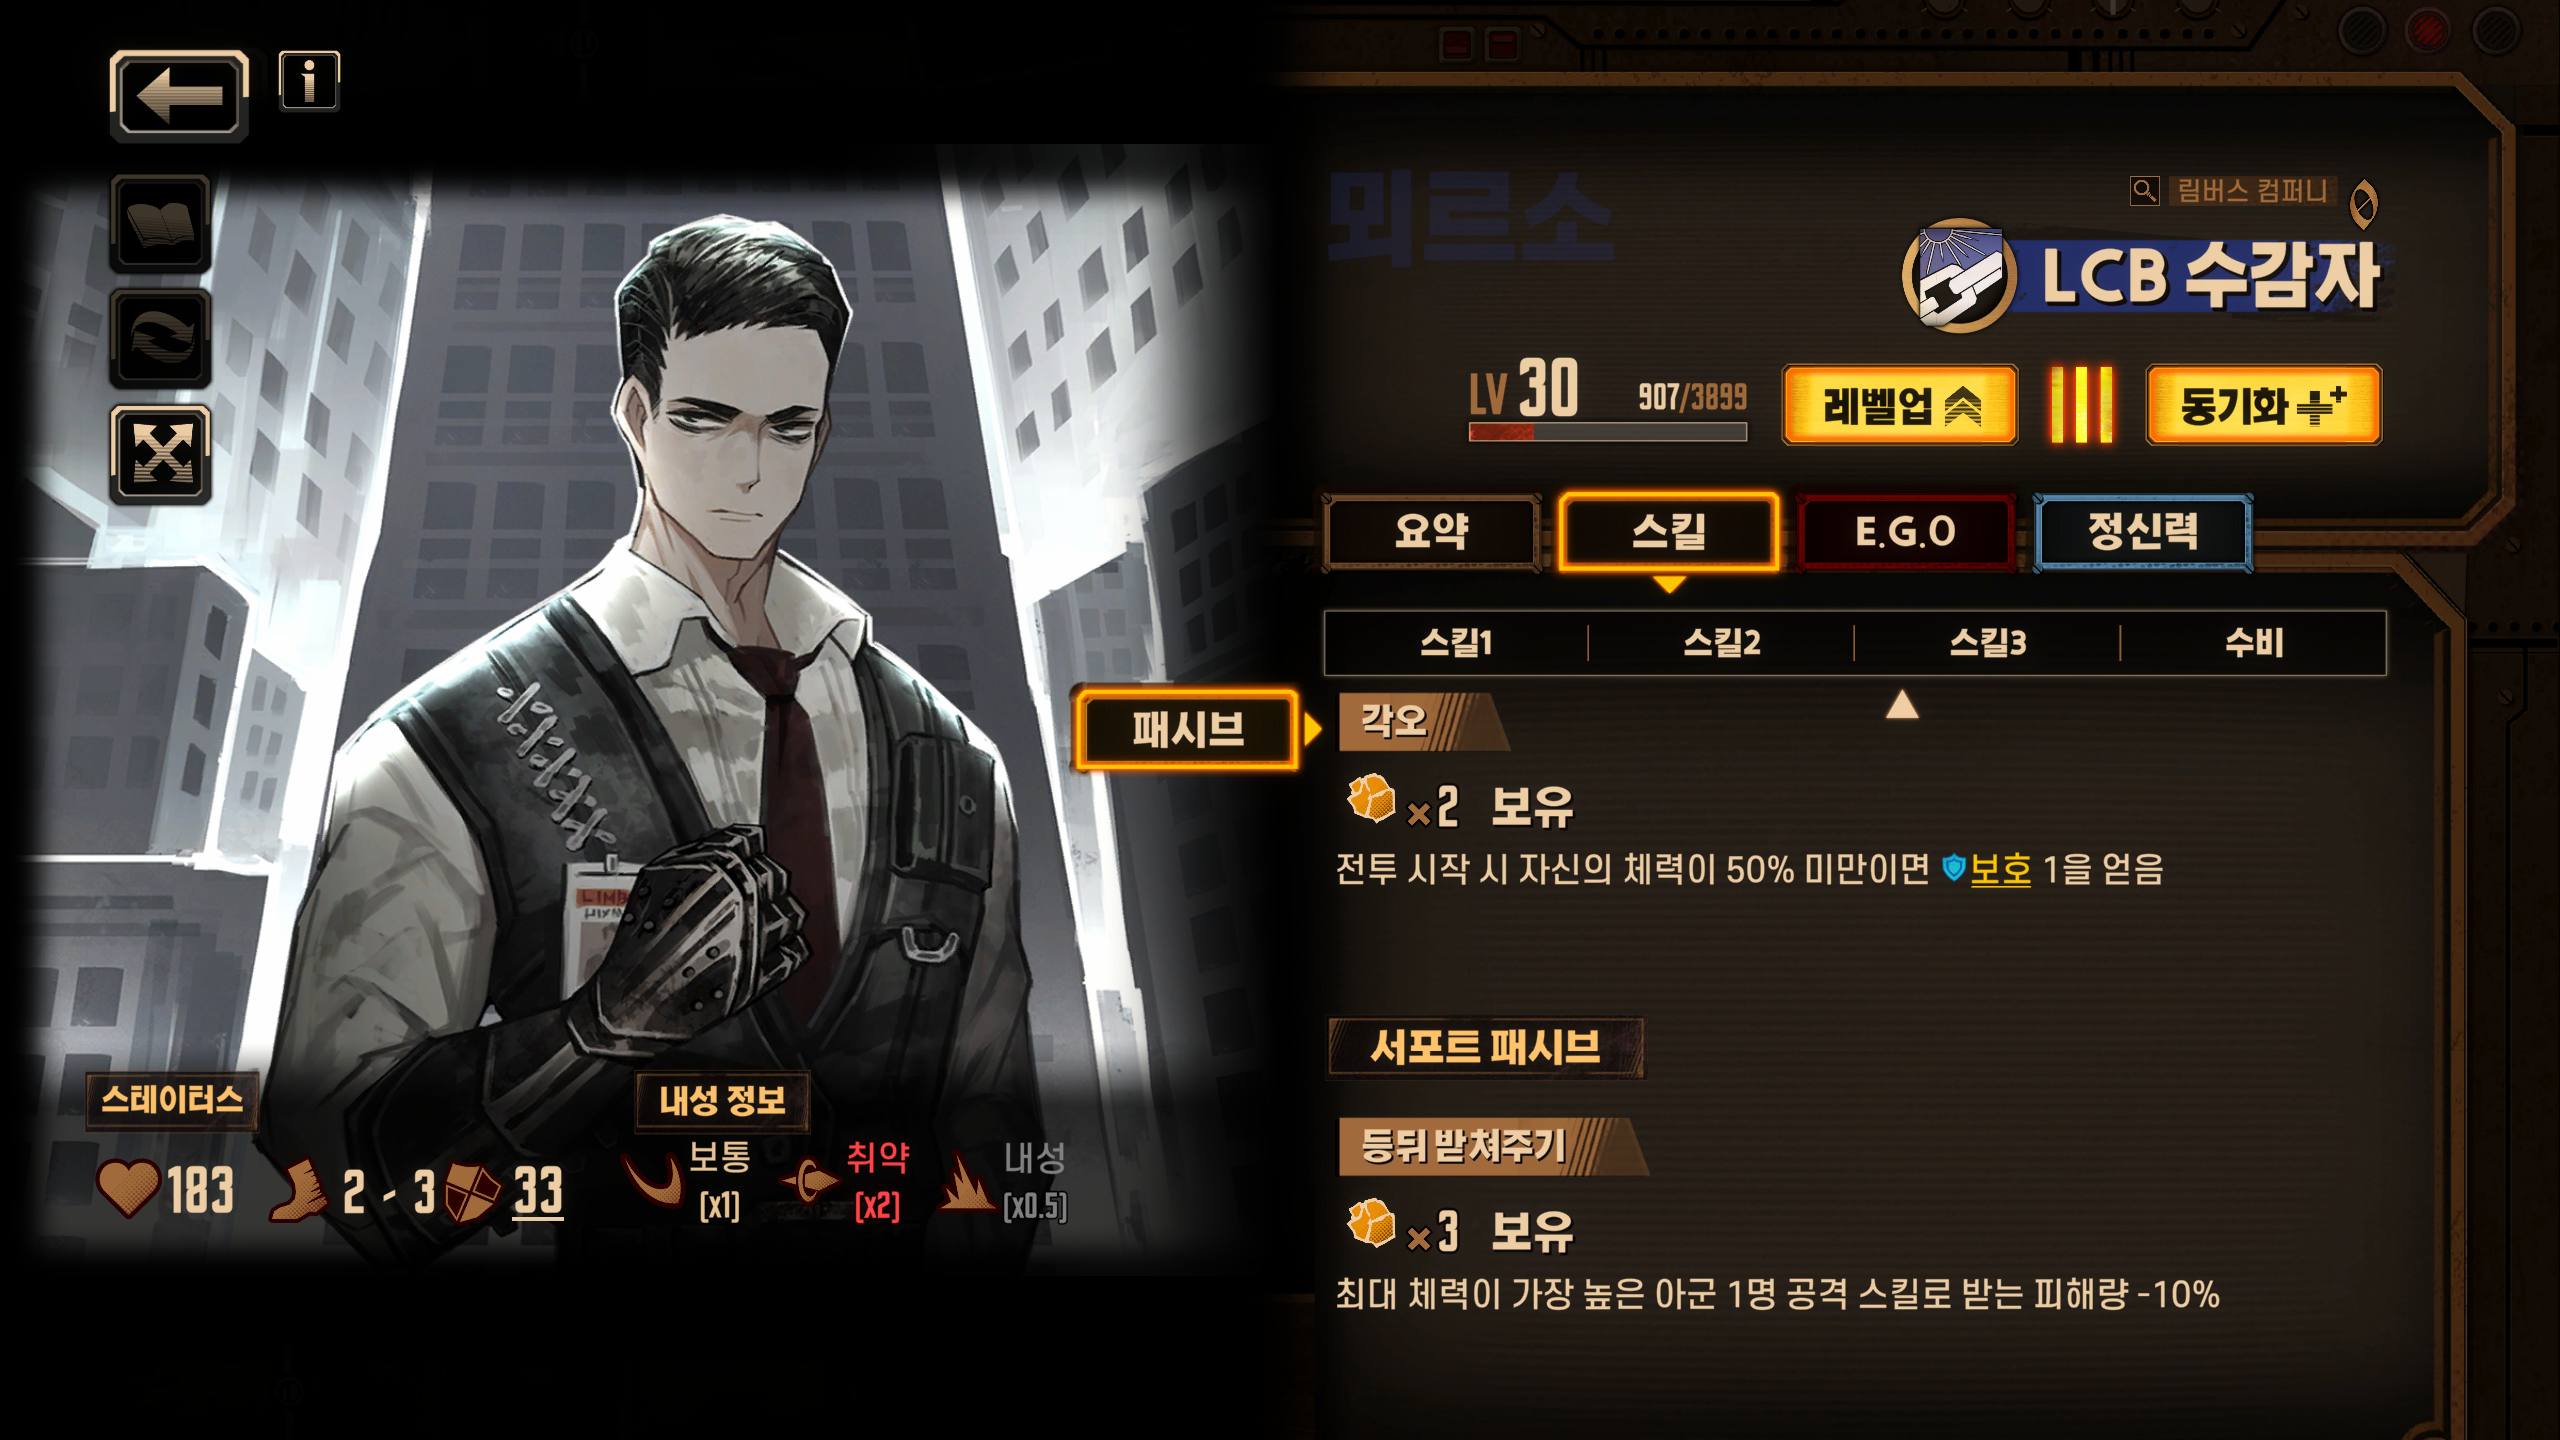 뫼르소
림버스 컴퍼니
LCB 수감자
LV 30
907/3899
레벨업
동기화
요약
스킬
E.G.O
정신력
스킬1
스킬2
스킬3
수비
패시브
각오
×2 보유
전투 시작 시 자신의 체력이 50% 미만이면 보호 1을 얻음
서포트 패시브
등뒤 받쳐주기
×3 보유
최대 체력이 가장 높은 아군 1명 공격 스킬로 받는 피해량 -10%
LIMB
스테이터스
183
2 - 3
33
내성 정보
보통
[x1]
취약
[x2]
내성
[x0.5]